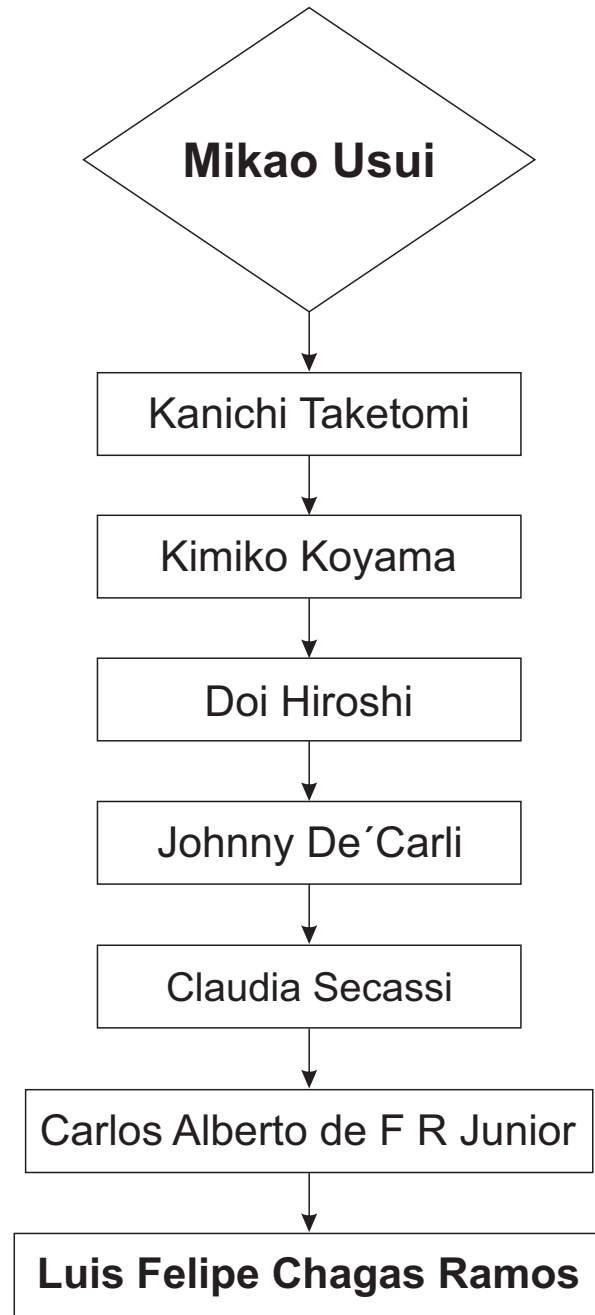 Mikao Usui
Kanichi Taketomi
Kimiko Koyama
Doi Hiroshi
Johnny De´Carli
Claudia Secassi
Carlos Alberto de F R Junior
Luis Felipe Chagas Ramos